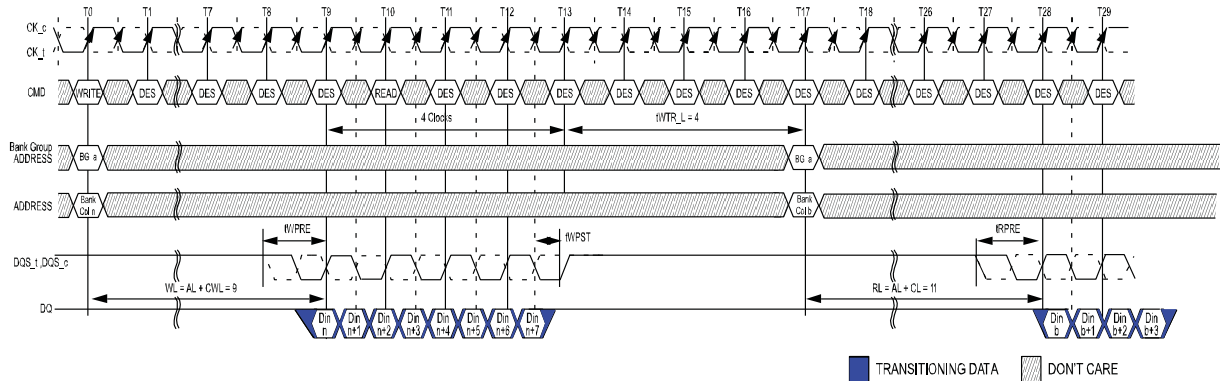 T0 T1 T7 T8 T9 T10 T11 T12 T13 T14 T15 T16 T17 T18 T26 T27 T28 T29
CK_c
CK_t
CMD WRITE DES DES DES DES READ DES DES DES DES DES DES DES DES DES DES DES DES
4 Clocks tWTR_L = 4
Bank Group
ADDRESS BG a BG a
ADDRESS Bank
Col n Bank
Col b
tWPRE tWPST tRPRE
DQS_t ,DQS_c
WL = AL + CWL = 9 RL = AL + CL = 11
DQ Din
n Din
n+1 Din
n+2 Din
n+3 Din
n+4 Din
n+5 Din
n+6 Din
n+7 Din
b Din
b+1 Din
b+2 Din
b+3
TRANSITIONING DATA DON'T CARE